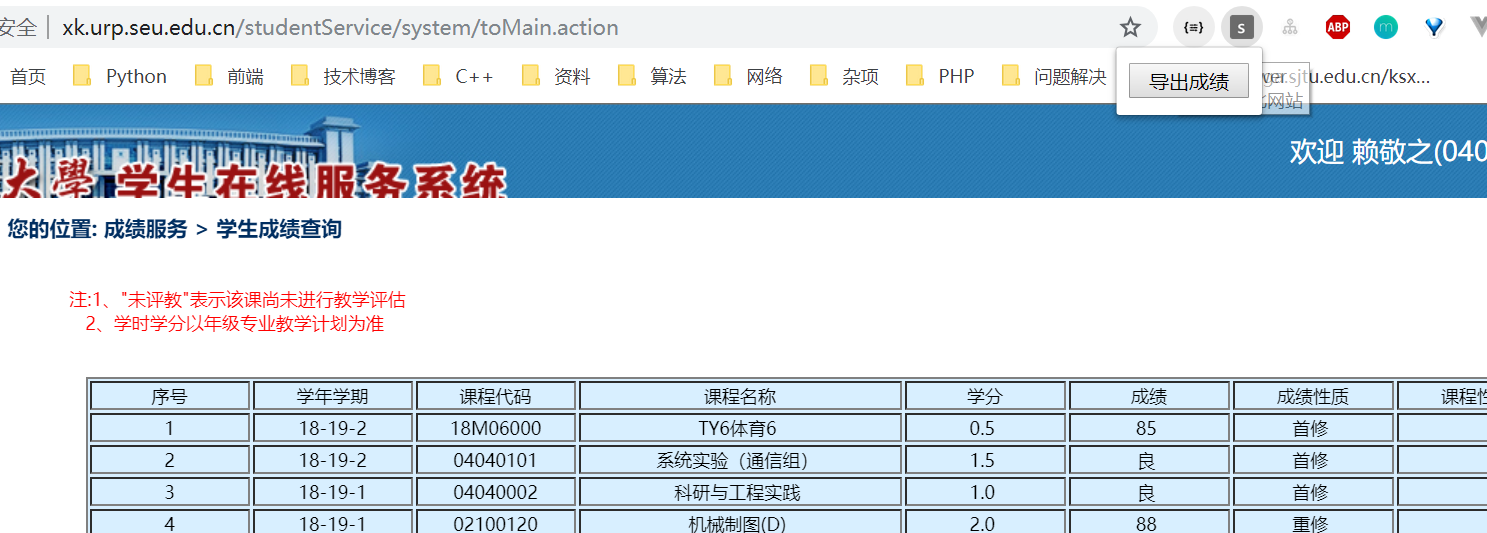 安全 | xk.urp.seu.edu.cn/studentService/system/toMain.action
{≡} s ABP m
首页 Python 前端 技术博客 C++ 资料 算法 网络 杂项 PHP 问题解决 u.edu.cn/ksx...
导出成绩
网站
欢迎 赖敬之(040
大學 学生在线服务系统
您的位置: 成绩服务 > 学生成绩查询
注:1、"未评教"表示该课尚未进行教学评估
2、学时学分以年级专业教学计划为准
序号 学年学期 课程代码 课程名称 学分 成绩 成绩性质 课程性
1 18-19-2 18M06000 TY6体育6 0.5 85 首修
2 18-19-2 04040101 系统实验（通信组） 1.5 良 首修
3 18-19-1 04040002 科研与工程实践 1.0 良 首修
4 18-19-1 02100120 机械制图(D) 2.0 88 重修